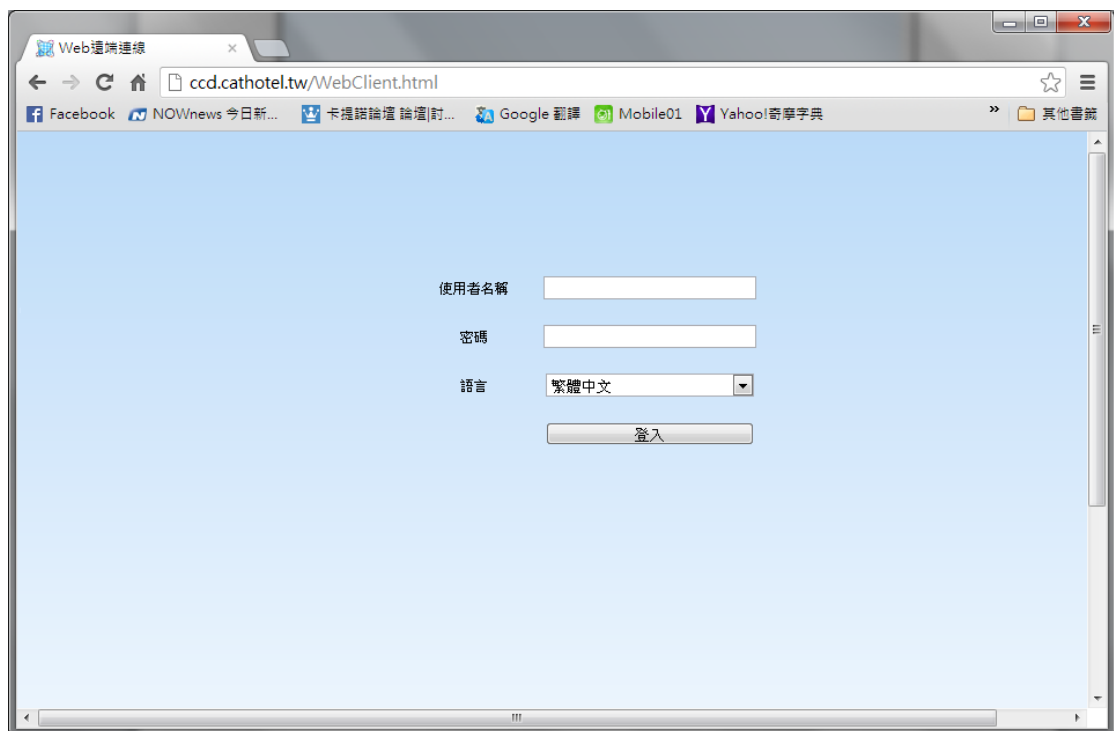 Web遠端連線
ccd.cathotel.tw/WebClient.html
Facebook NOWnews 今日新... 卡提諾論壇 論壇|討... Google 翻譯 Mobile01 Yahoo!奇摩字典 » 其他書籤
使用者名稱
密碼
語言 繁體中文
登入